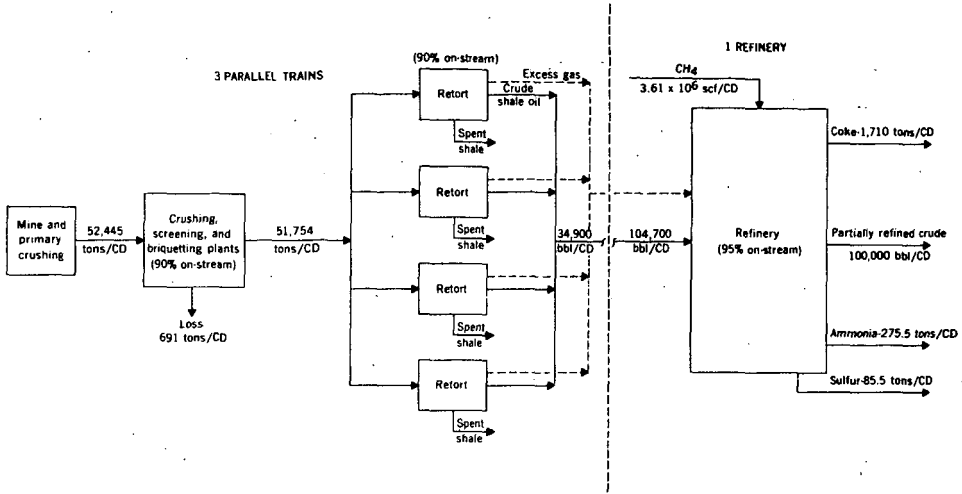 3 PARALLEL TRAINS
1 REFINERY
(90% on-stream)
Retort
Excess gas
Crude
shale oil
Spent
shale
Retort
Spent
shale
Retort
Spent
shale
Retort
Spent
shale
Mine and
primary
crushing
52,445
tons/CD
Crushing,
screening, and
briquetting plants
(90% on-stream)
Loss
691 tons/CD
51,754
tons/CD
34,900
bbl/CD
104,700
bbl/CD
CH4
3.61 x 10⁶ scf/CD
Refinery
(95% on-stream)
Coke-1,710 tons/CD
Partially refined crude
100,000 bbl/CD
Ammonia-275.5 tons/CD
Sulfur-85.5 tons/CD